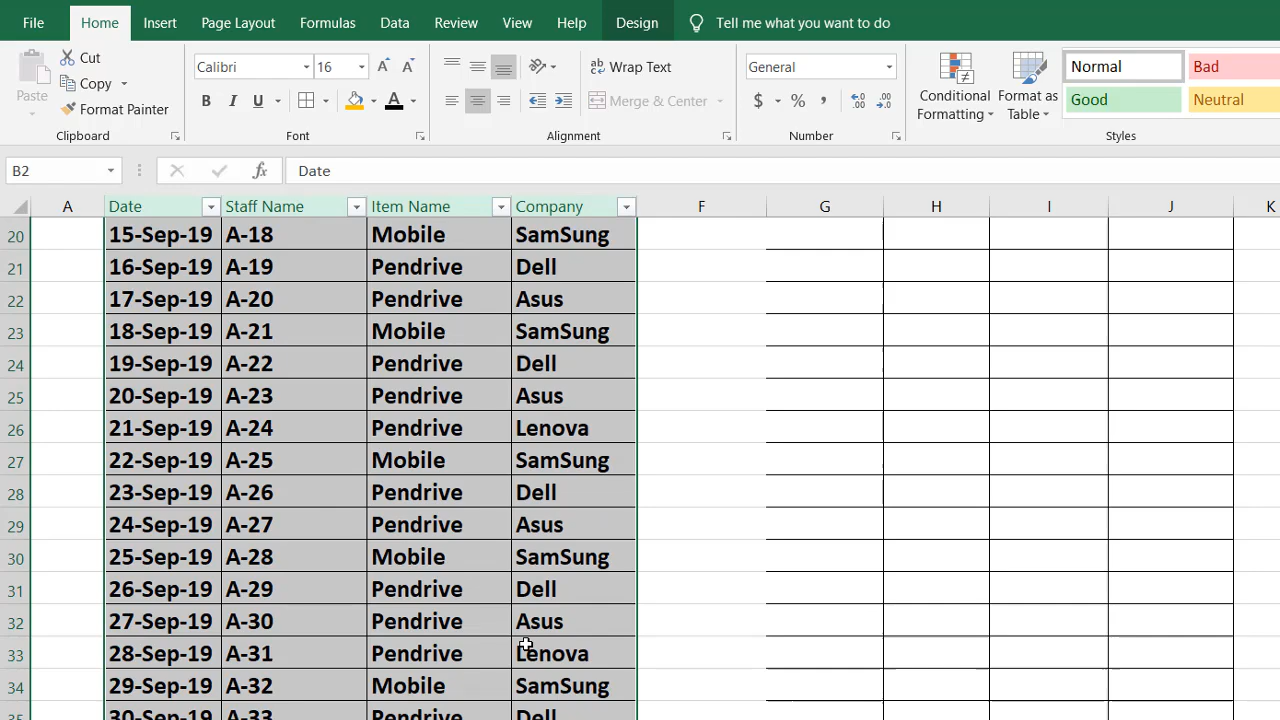 File Home Insert Page Layout Formulas Data Review View Help Design Tell me what you want to do
Paste Cut Copy Format Painter
Calibri 16
B I U A
Wrap Text
Merge & Center
General
$ % ,
Conditional Formatting
Format as Table
Normal Bad
Good Neutral
Clipboard Font Alignment Number Styles
B2 fx Date
A Date Staff Name Item Name Company F G H I J K
20 15-Sep-19 A-18 Mobile SamSung
21 16-Sep-19 A-19 Pendrive Dell
22 17-Sep-19 A-20 Pendrive Asus
23 18-Sep-19 A-21 Mobile SamSung
24 19-Sep-19 A-22 Pendrive Dell
25 20-Sep-19 A-23 Pendrive Asus
26 21-Sep-19 A-24 Pendrive Lenova
27 22-Sep-19 A-25 Mobile SamSung
28 23-Sep-19 A-26 Pendrive Dell
29 24-Sep-19 A-27 Pendrive Asus
30 25-Sep-19 A-28 Mobile SamSung
31 26-Sep-19 A-29 Pendrive Dell
32 27-Sep-19 A-30 Pendrive Asus
33 28-Sep-19 A-31 Pendrive Lenova
34 29-Sep-19 A-32 Mobile SamSung
35 30-Sep-19 A-33 Pendrive Dell